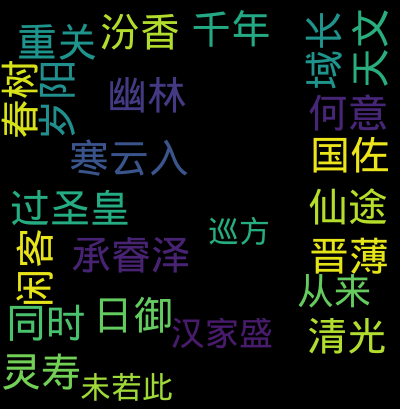 重关
汾香
千年
域长
天文
春树
岁阳
幽林
何意
寒云入
国佐
过圣皇
仙途
巡方
闲客
承睿泽
晋薄
从来
同时
日御
汉家盛
清光
灵寿
未若此